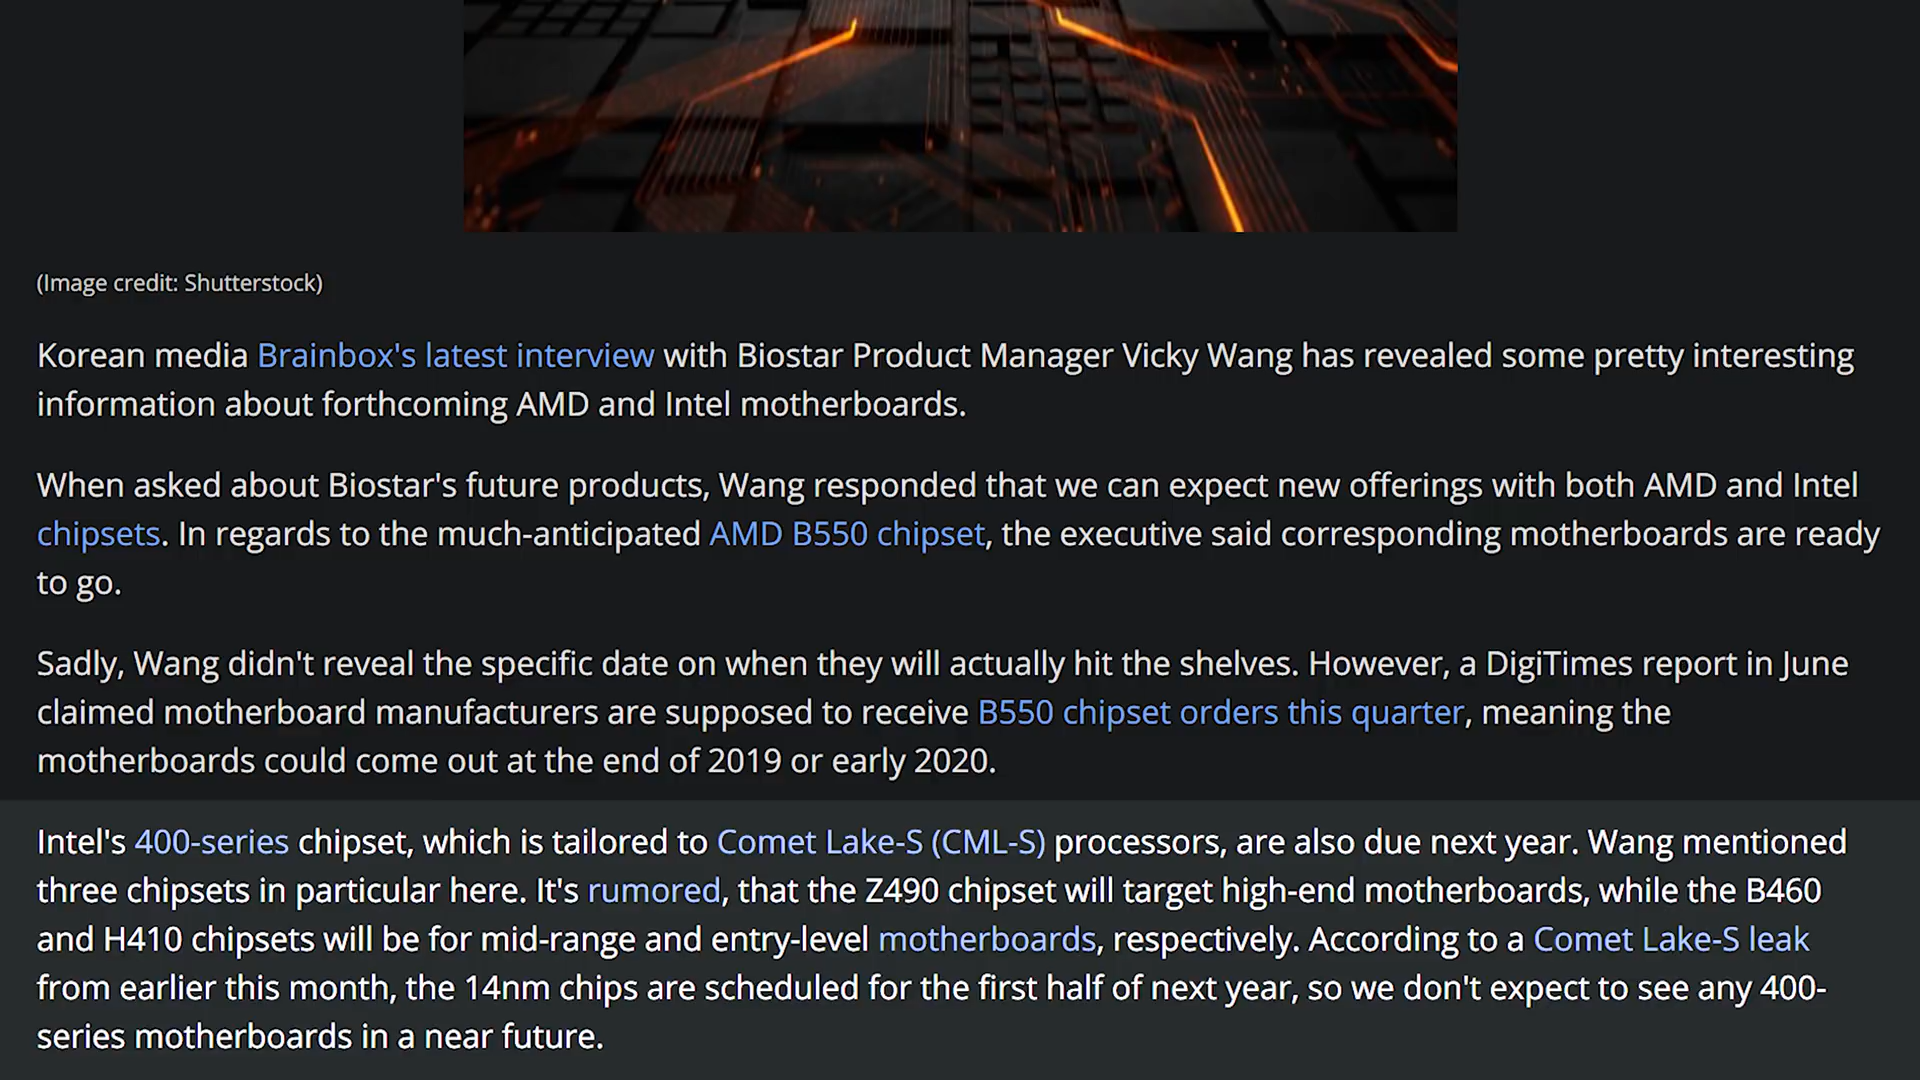 (Image credit: Shutterstock)
Korean media Brainbox's latest interview with Biostar Product Manager Vicky Wang has revealed some pretty interesting
information about forthcoming AMD and Intel motherboards.
When asked about Biostar's future products, Wang responded that we can expect new offerings with both AMD and Intel
chipsets. In regards to the much-anticipated AMD B550 chipset, the executive said corresponding motherboards are ready
to go.
Sadly, Wang didn't reveal the specific date on when they will actually hit the shelves. However, a DigiTimes report in June
claimed motherboard manufacturers are supposed to receive B550 chipset orders this quarter, meaning the
motherboards could come out at the end of 2019 or early 2020.
Intel's 400-series chipset, which is tailored to Comet Lake-S (CML-S) processors, are also due next year. Wang mentioned
three chipsets in particular here. It's rumored, that the Z490 chipset will target high-end motherboards, while the B460
and H410 chipsets will be for mid-range and entry-level motherboards, respectively. According to a Comet Lake-S leak
from earlier this month, the 14nm chips are scheduled for the first half of next year, so we don't expect to see any 400-
series motherboards in a near future.